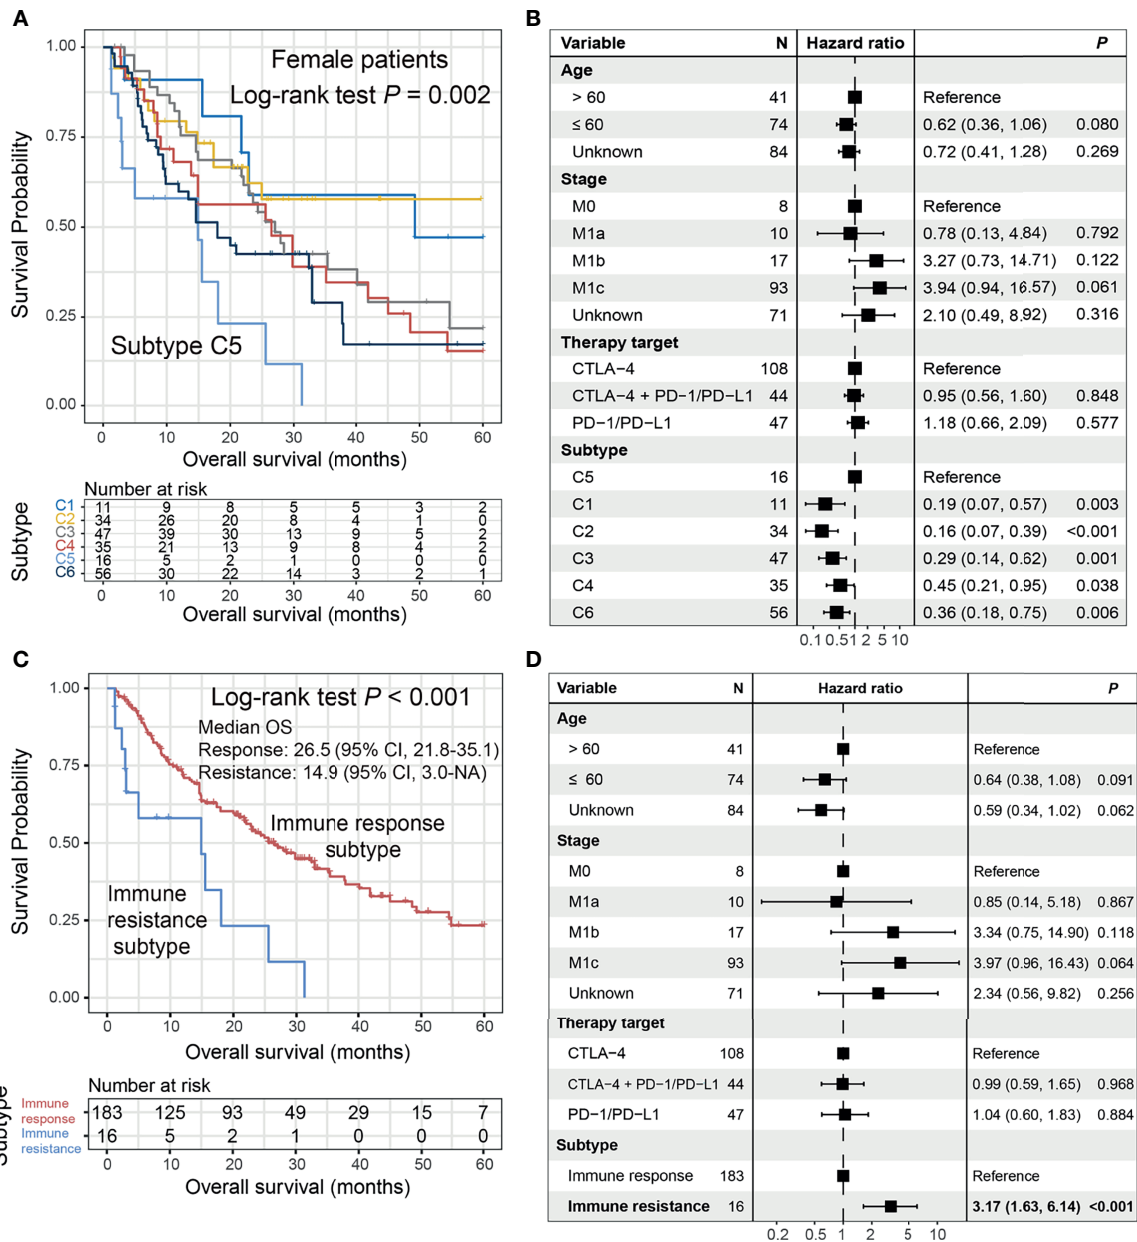 A
1.00
0.75
0.50
0.25
0.00
Survival Probability
Female patients
Log-rank test P = 0.002
Subtype C5
0 10 20 30 40 50 60
Overall survival (months)
Number at risk
Subtype
C1 11 9 8 5 5 3 2
C2 34 26 20 8 4 1 0
C3 47 39 30 13 9 5 2
C4 35 21 13 9 8 4 2
C5 16 5 2 1 0 0 0
C6 56 30 22 14 3 2 1
0 10 20 30 40 50 60
Overall survival (months)
B
Variable N Hazard ratio P
Age
> 60 41 Reference
≤ 60 74 0.62 (0.36, 1.06) 0.080
Unknown 84 0.72 (0.41, 1.28) 0.269
Stage
M0 8 Reference
M1a 10 0.78 (0.13, 4.84) 0.792
M1b 17 3.27 (0.73, 14.71) 0.122
M1c 93 3.94 (0.94, 16.57) 0.061
Unknown 71 2.10 (0.49, 8.92) 0.316
Therapy target
CTLA−4 108 Reference
CTLA−4 + PD−1/PD−L1 44 0.95 (0.56, 1.60) 0.848
PD−1/PD−L1 47 1.18 (0.66, 2.09) 0.577
Subtype
C5 16 Reference
C1 11 0.19 (0.07, 0.57) 0.003
C2 34 0.16 (0.07, 0.39) <0.001
C3 47 0.29 (0.14, 0.62) 0.001
C4 35 0.45 (0.21, 0.95) 0.038
C6 56 0.36 (0.18, 0.75) 0.006
0.1 0.5 1 2 5 10
C
1.00
0.75
0.50
0.25
0.00
Survival Probability
Log-rank test P < 0.001
Median OS
Response: 26.5 (95% CI, 21.8-35.1)
Resistance: 14.9 (95% CI, 3.0-NA)
Immune response
subtype
Immune
resistance
subtype
0 10 20 30 40 50 60
Overall survival (months)
Number at risk
Subtype
Immune
response 183 125 93 49 29 15 7
Immune
resistance 16 5 2 1 0 0 0
0 10 20 30 40 50 60
Overall survival (months)
D
Variable N Hazard ratio P
Age
> 60 41 Reference
≤ 60 74 0.64 (0.38, 1.08) 0.091
Unknown 84 0.59 (0.34, 1.02) 0.062
Stage
M0 8 Reference
M1a 10 0.85 (0.14, 5.18) 0.867
M1b 17 3.34 (0.75, 14.90) 0.118
M1c 93 3.97 (0.96, 16.43) 0.064
Unknown 71 2.34 (0.56, 9.82) 0.256
Therapy target
CTLA−4 108 Reference
CTLA−4 + PD−1/PD−L1 44 0.99 (0.59, 1.65) 0.968
PD−1/PD−L1 47 1.04 (0.60, 1.83) 0.884
Subtype
Immune response 183 Reference
Immune resistance 16 3.17 (1.63, 6.14) <0.001
0.2 0.5 1 2 5 10